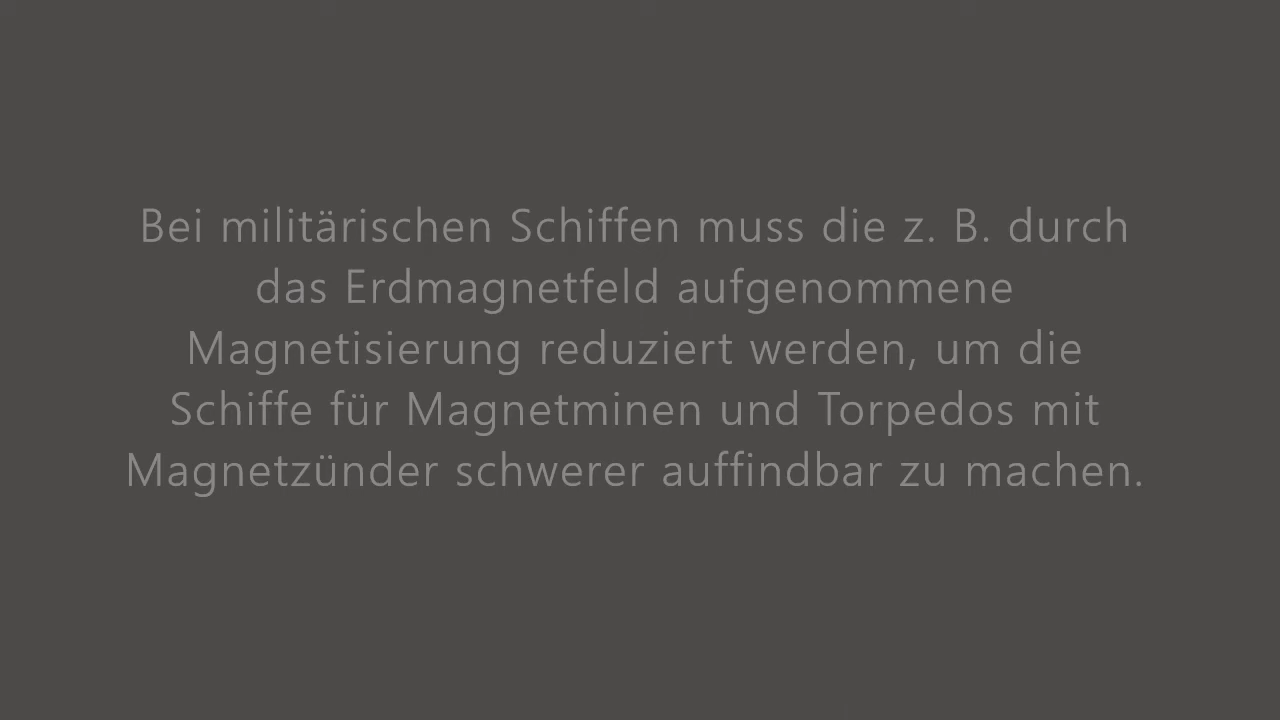 Bei militärischen Schiffen muss die z. B. durch
das Erdmagnetfeld aufgenommene
Magnetisierung reduziert werden, um die
Schiffe für Magnetminen und Torpedos mit
Magnetzünder schwerer auffindbar zu machen.